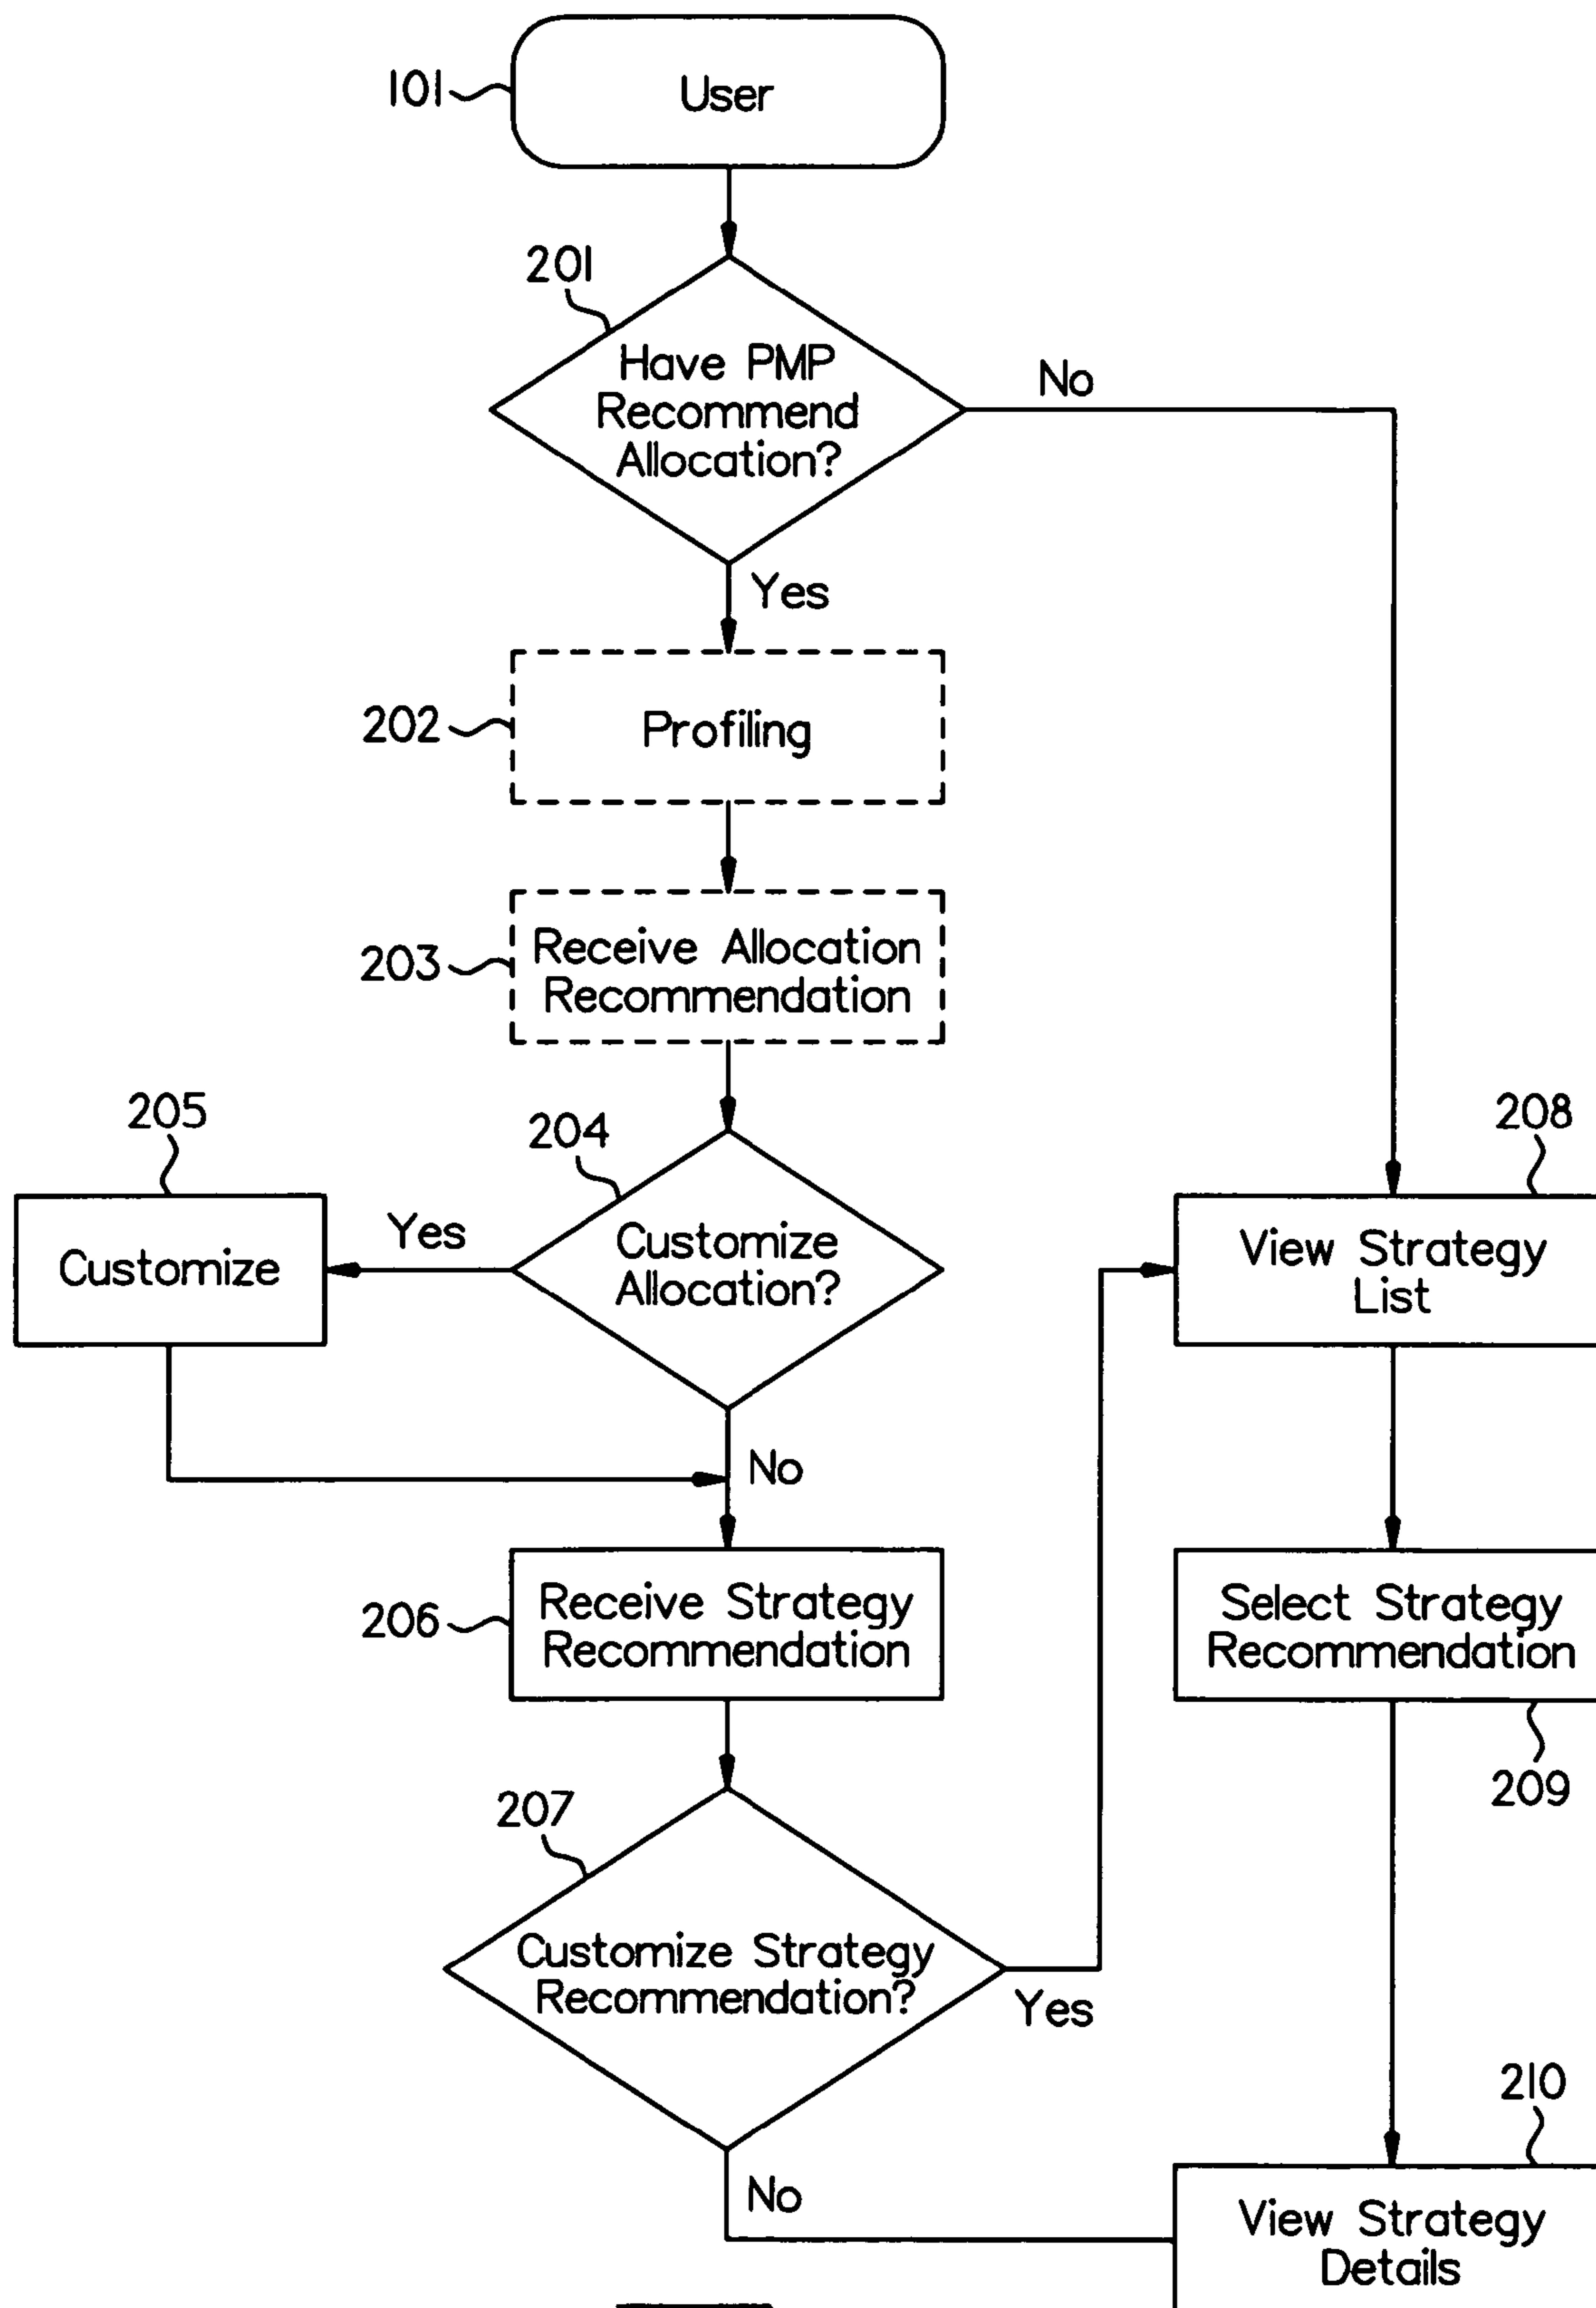 101
User
201
Have PMP
Recommend
Allocation?
No
Yes
202
Profiling
203
Receive Allocation
Recommendation
205
204
208
Customize
Yes
Customize
Allocation?
View Strategy
List
No
206
Receive Strategy
Recommendation
Select Strategy
Recommendation
209
207
Customize Strategy
Recommendation?
Yes
210
No
View Strategy
Details